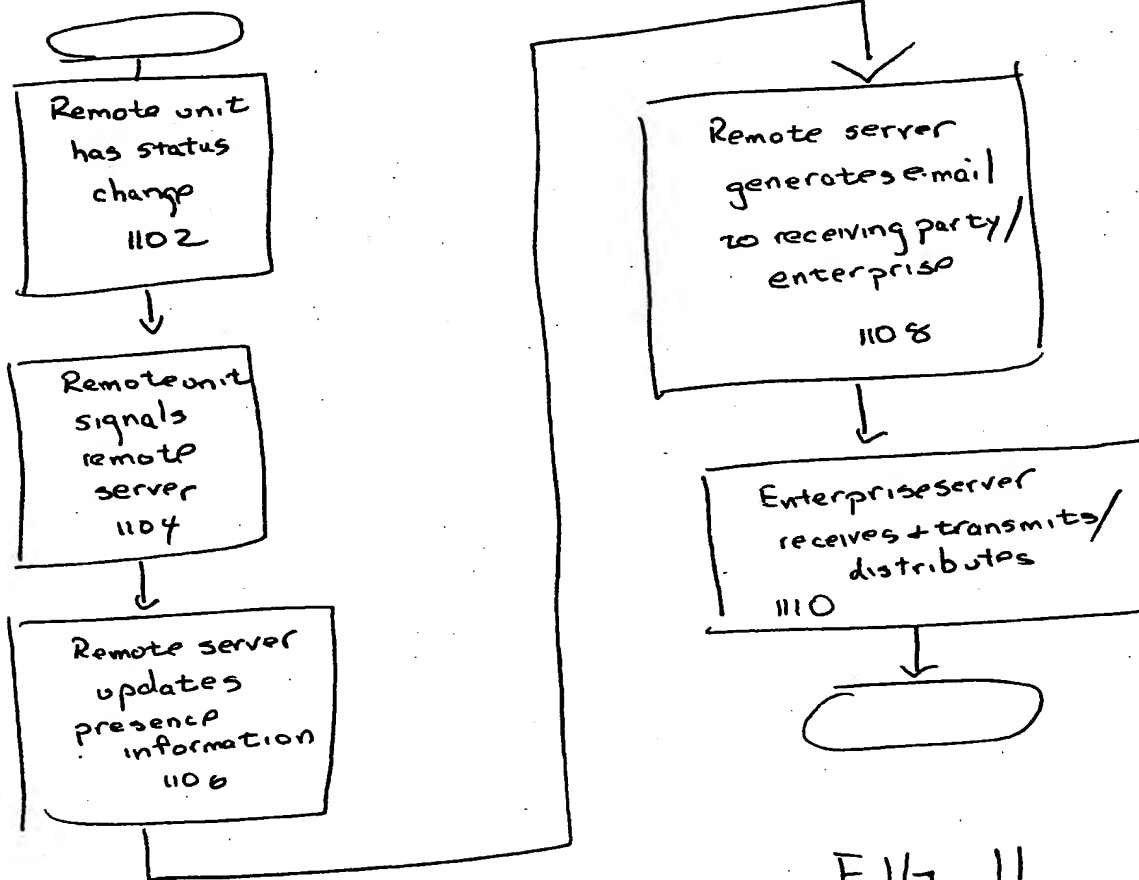 Remote unit
has status
change
1102
Remote unit
signals
remote
server
1104
Remote server
updates
presence
information
1106
Remote server
generates e.mail
to receiving party/
enterprise
1108
Enterprise server
receives + transmits/
distributes
1110
FIG. 11